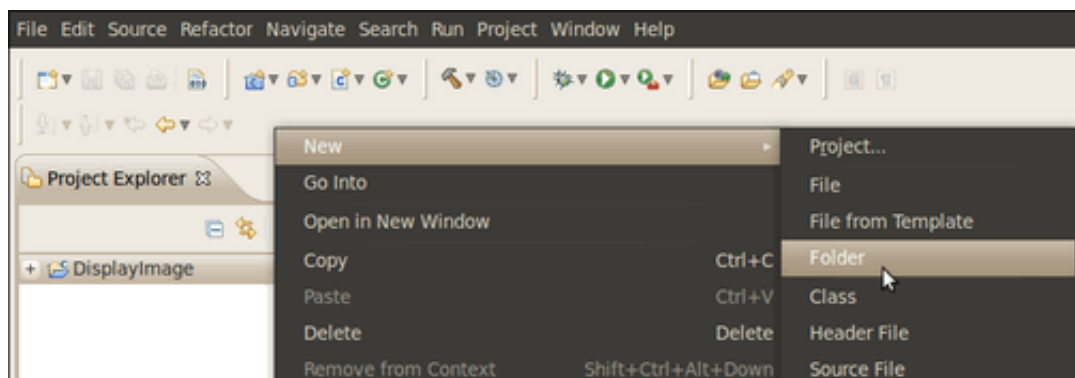 File Edit Source Refactor Navigate Search Run Project Window Help
New
Project...
Project Explorer
Go Into
File
Open in New Window
File from Template
DisplayImage
Copy Ctrl+C
Folder
Paste Ctrl+V
Class
Delete Delete
Header File
Remove from Context Shift+Ctrl+Alt+Down
Source File